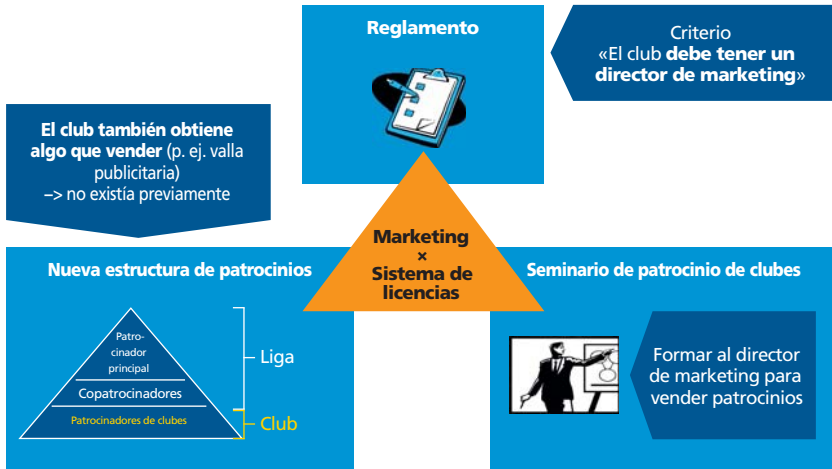 Reglamento
Criterio
«El club debe tener un
director de marketing»
El club también obtiene
algo que vender (p. ej. valla
publicitaria)
–> no existía previamente
Marketing
×
Sistema de
licencias
Nueva estructura de patrocinios
Patro-
cinador
principal
Copatrocinadores
Patrocinadores de clubes
Liga
Club
Seminario de patrocinio de clubes
Formar al director
de marketing para
vender patrocinios